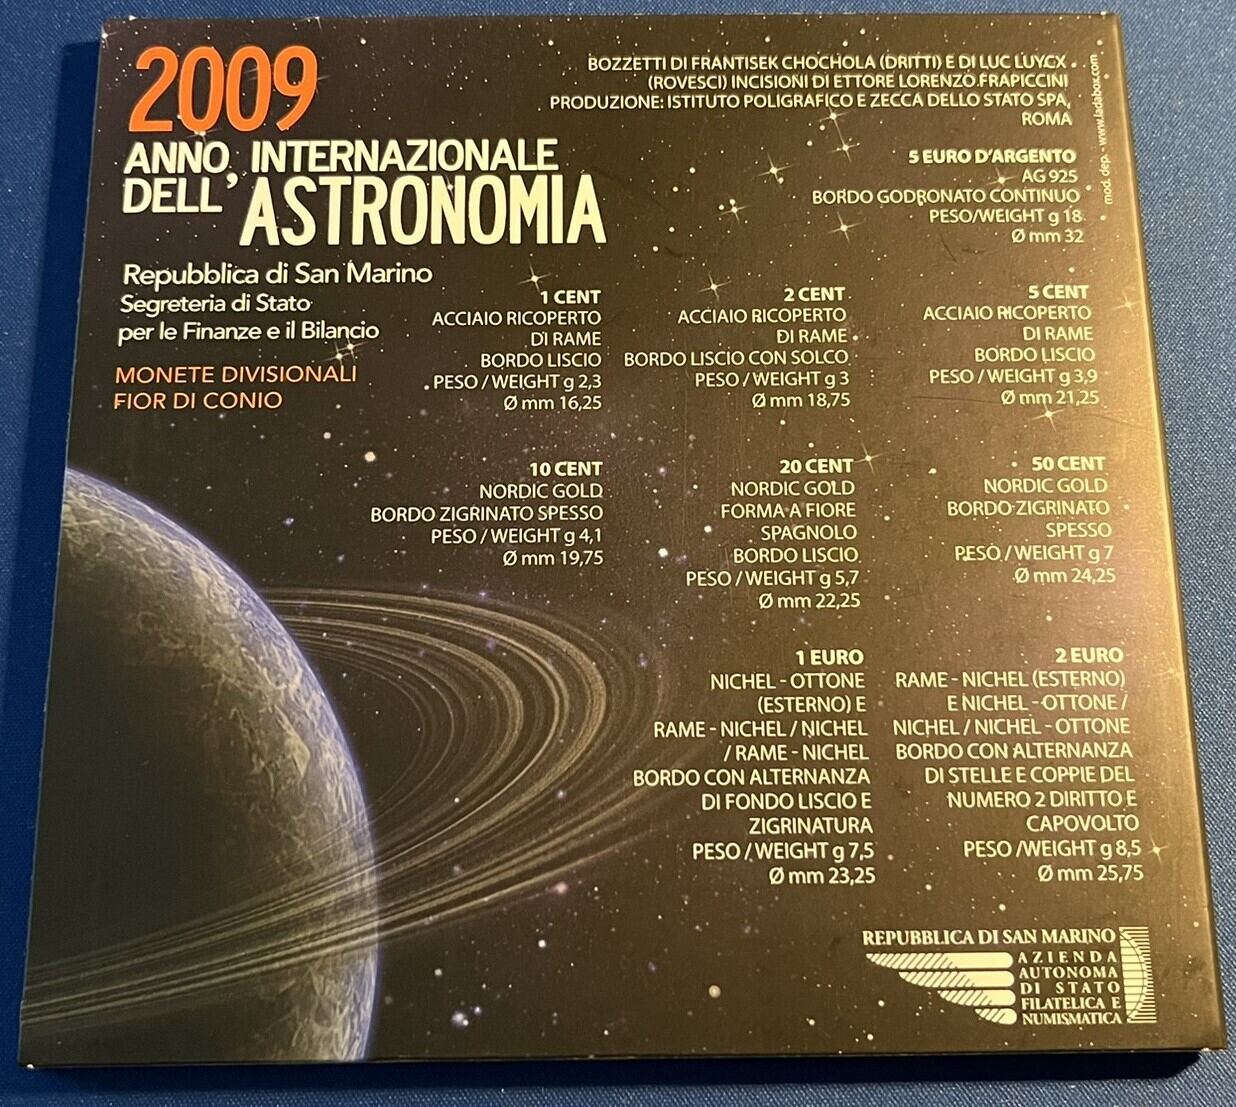 2009
ANNO INTERNAZIONALE
DELL'ASTRONOMIA
Repubblica di San Marino
Segreteria di Stato
per le Finanze e il Bilancio
MONETE DIVISIONALI
FIOR DI CONIO
BOZZETTI DI FRANTISEK CHOCHOLA (DRITTI) E DI LUC LUYCX
(ROVESCI) INCISIONI DI ETTORE LORENZO FRAPICCINI
PRODUZIONE: ISTITUTO POLIGRAFICO E ZECCA DELLO STATO SPA,
ROMA
mod. dep. - www.ladabox.com
5 EURO D'ARGENTO
AG 925
BORDO GODRONATO CONTINUO
PESO/WEIGHT g 18
Ø mm 32
1 CENT
ACCIAIO RICOPERTO
DI RAME
BORDO LISCIO
PESO / WEIGHT g 2,3
Ø mm 16,25
2 CENT
ACCIAIO RICOPERTO
DI RAME
BORDO LISCIO CON SOLCO
PESO / WEIGHT g 3
Ø mm 18,75
5 CENT
ACCIAIO RICOPERTO
DI RAME
BORDO LISCIO
PESO / WEIGHT g 3,9
Ø mm 21,25
10 CENT
NORDIC GOLD
BORDO ZIGRINATO SPESSO
PESO / WEIGHT g 4,1
Ø mm 19,75
20 CENT
NORDIC GOLD
FORMA A FIORE
SPAGNOLO
BORDO LISCIO
PESO / WEIGHT g 5,7
Ø mm 22,25
50 CENT
NORDIC GOLD
BORDO ZIGRINATO
SPESSO
PESO / WEIGHT g 7
Ø mm 24,25
1 EURO
NICHEL - OTTONE
(ESTERNO) E
RAME - NICHEL / NICHEL
/ RAME - NICHEL
BORDO CON ALTERNANZA
DI FONDO LISCIO E
ZIGRINATURA
PESO / WEIGHT g 7,5
Ø mm 23,25
2 EURO
RAME - NICHEL (ESTERNO)
E NICHEL - OTTONE /
NICHEL / NICHEL - OTTONE
BORDO CON ALTERNANZA
DI STELLE E COPPIE DEL
NUMERO 2 DIRITTO E
CAPOVOLTO
PESO /WEIGHT g 8,5
Ø mm 25,75
REPUBBLICA DI SAN MARINO
AZIENDA
AUTONOMA
DI STATO
FILATELICA E
NUMISMATICA